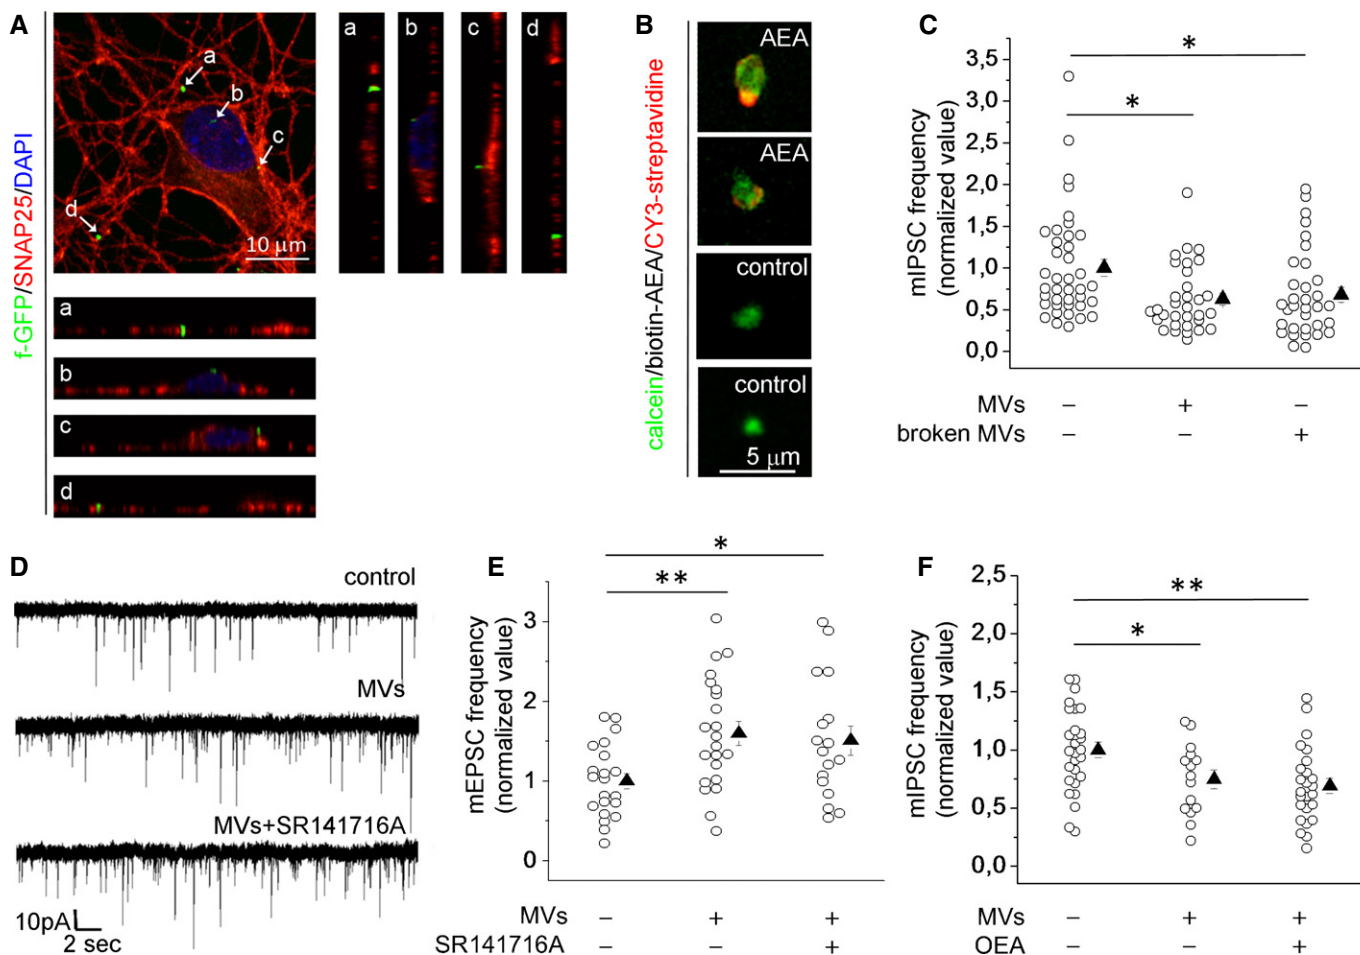 A
f-GFP/SNAP25/DAPI
a
b
c
d
10 μm
a
b
c
d
a
b
c
d
B
calcein/biotin-AEA/CY3-streptavidine
AEA
AEA
control
control
5 μm
C
mIPSC frequency
(normalized value)
3,5
3,0
2,5
2,0
1,5
1,0
0,5
0,0
*
*
MVs − + −
broken MVs − − +
D
control
MVs
MVs+SR141716A
10pA
2 sec
E
mEPSC frequency
(normalized value)
3
2
1
0
*
**
MVs − + +
SR141716A − − +
F
mIPSC frequency
(normalized value)
2,5
2,0
1,5
1,0
0,5
0,0
**
*
MVs − + +
OEA − − +